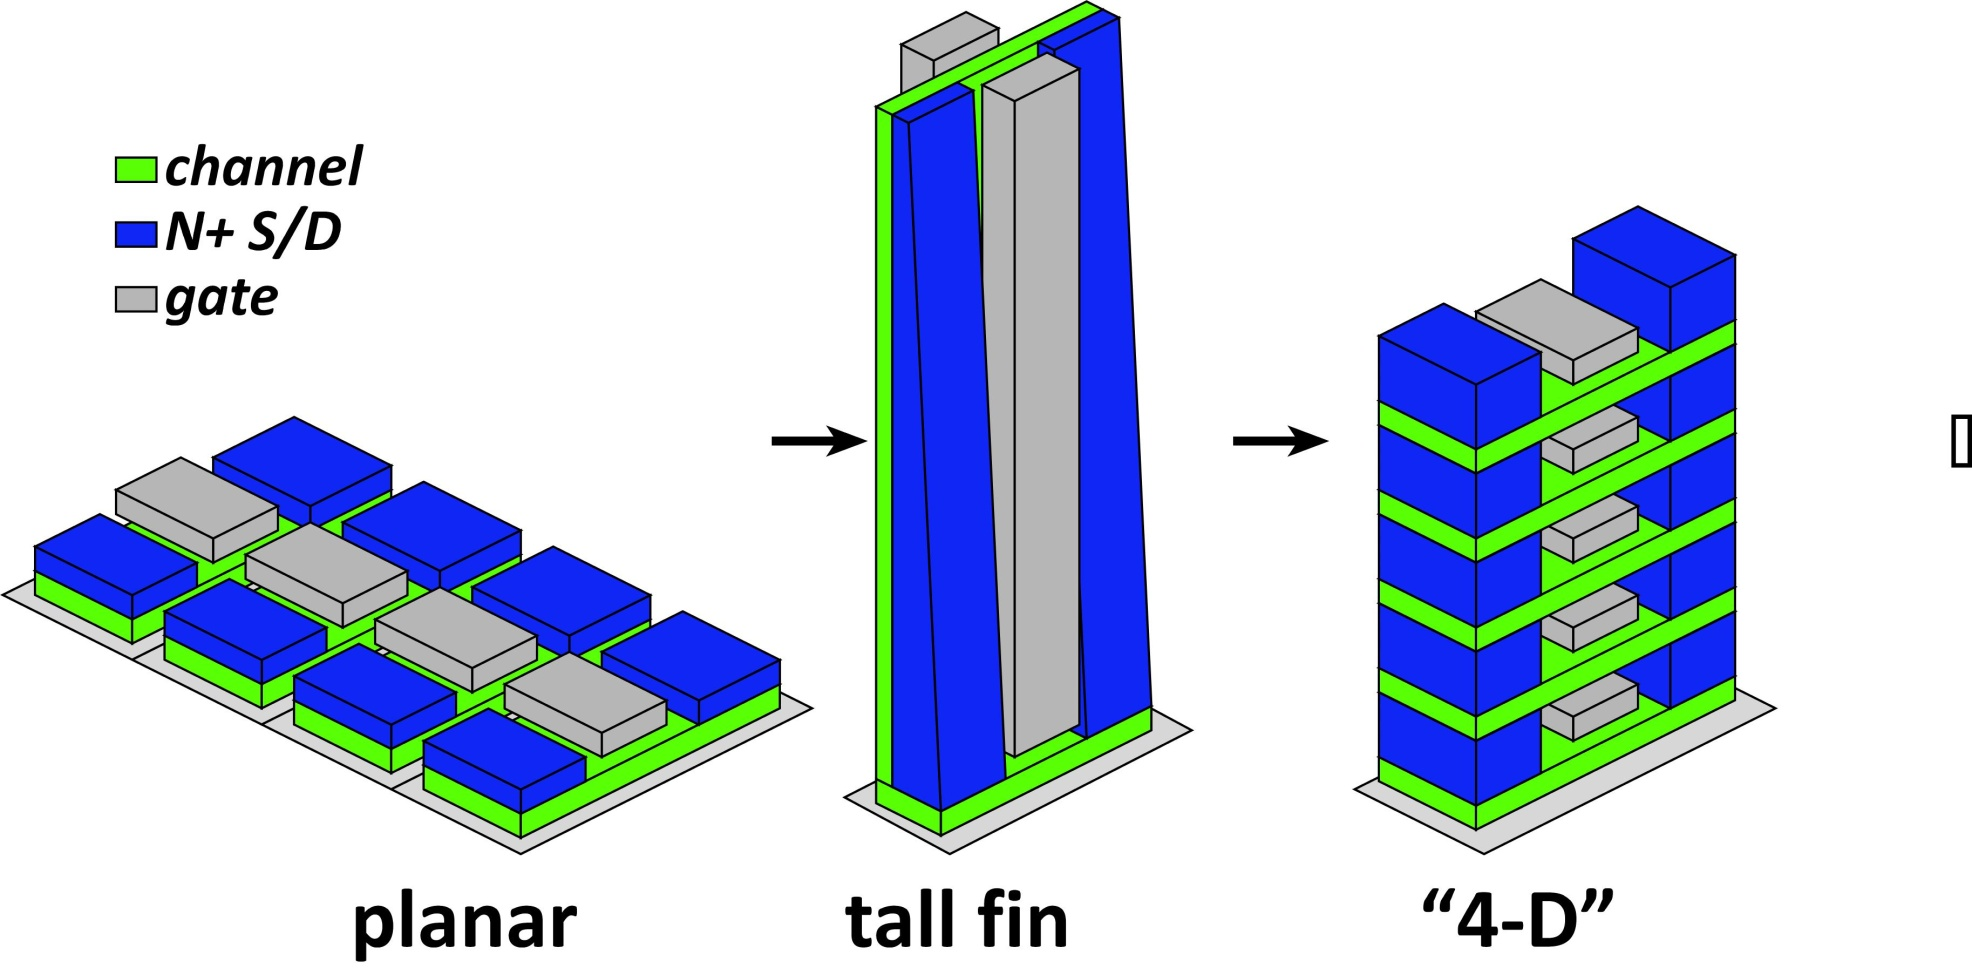 channel
N+ S/D
gate
planar
tall fin
“4-D”